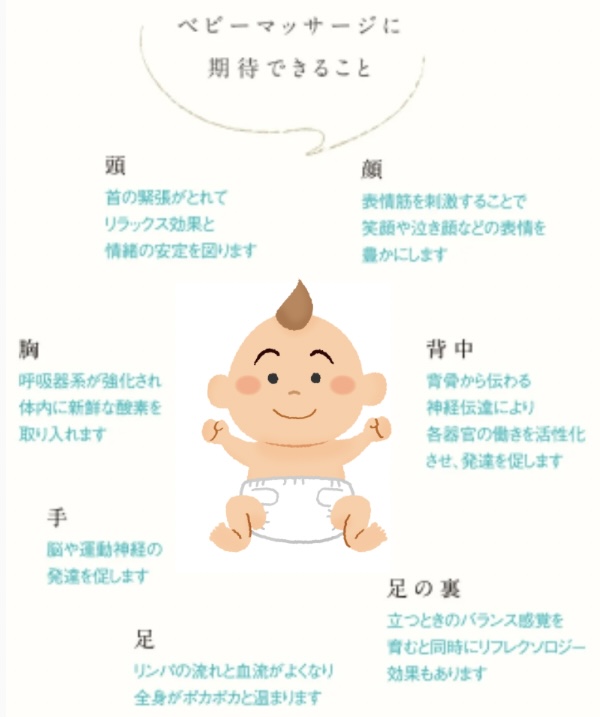 ベビーマッサージに
期待できること
頭
首の緊張がとれて
リラックス効果と
情緒の安定を図ります
顔
表情筋を刺激することで
笑顔や泣き顔などの表情を
豊かにします
胸
呼吸器系が強化され
体内に新鮮な酸素を
取り入れます
背中
背骨から伝わる
神経伝達により
各器官の働きを活性化
させ、発達を促します
手
脳や運動神経の
発達を促します
足の裏
立つときのバランス感覚を
育むと同時にリフレクソロジー
効果もあります
足
リンパの流れと血流がよくなり
全身がポカポカと温まります